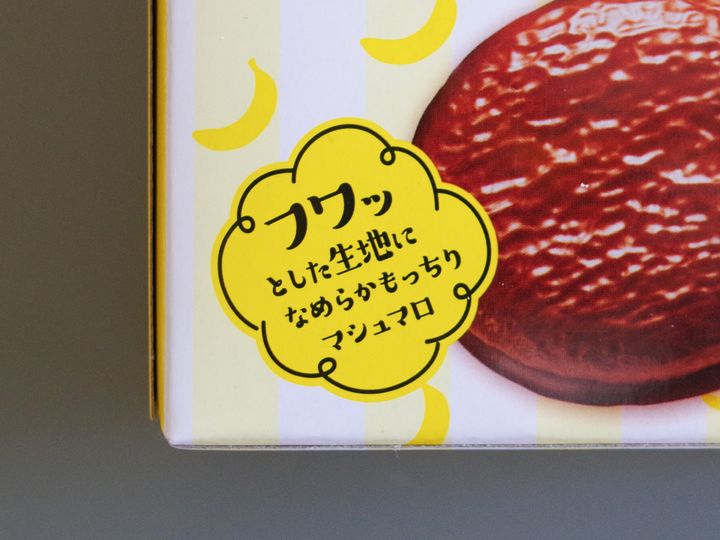 フワッ
とした生地に
なめらかもっちり
マシュマロ